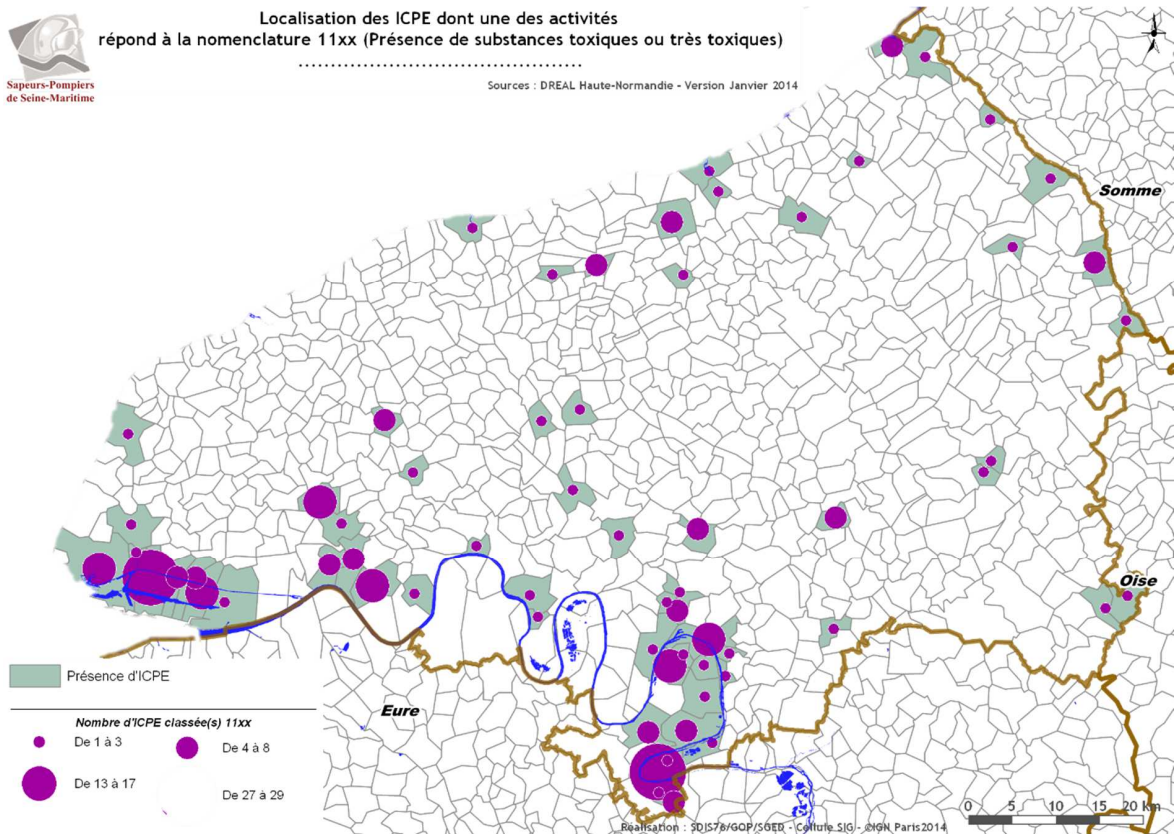 Localisation des ICPE dont une des activités
répond à la nomenclature 11xx (Présence de substances toxiques ou très toxiques)
Sapeurs-Pompiers
de Seine-Maritime
Sources : DREAL Haute-Normandie - Version Janvier 2014
Somme
Oise
Eure
Présence d'ICPE
Nombre d'ICPE classée(s) 11xx
De 1 à 3
De 4 à 8
De 13 à 17
De 27 à 29
0 5 10 15 20 km
Réalisation : SDIS76/GOP/SGED - Cellule SIG - ©IGN Paris2014